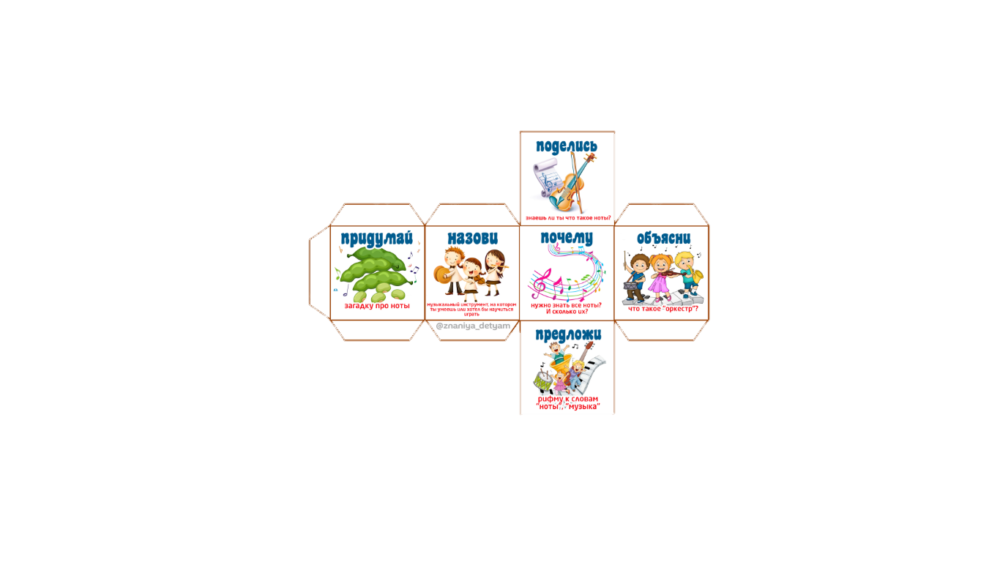 поделись
знаешь ли ты что такое ноты?
придумай
загадку про ноты
назови
музыкальный инструмент, на котором
ты умеешь или хотел бы научиться
играть
@znaniya_detyam
почему
нужно знать все ноты?
И сколько их?
объясни
что такое "оркестр"?
предложи
рифму к словам
"ноты", "музыка"